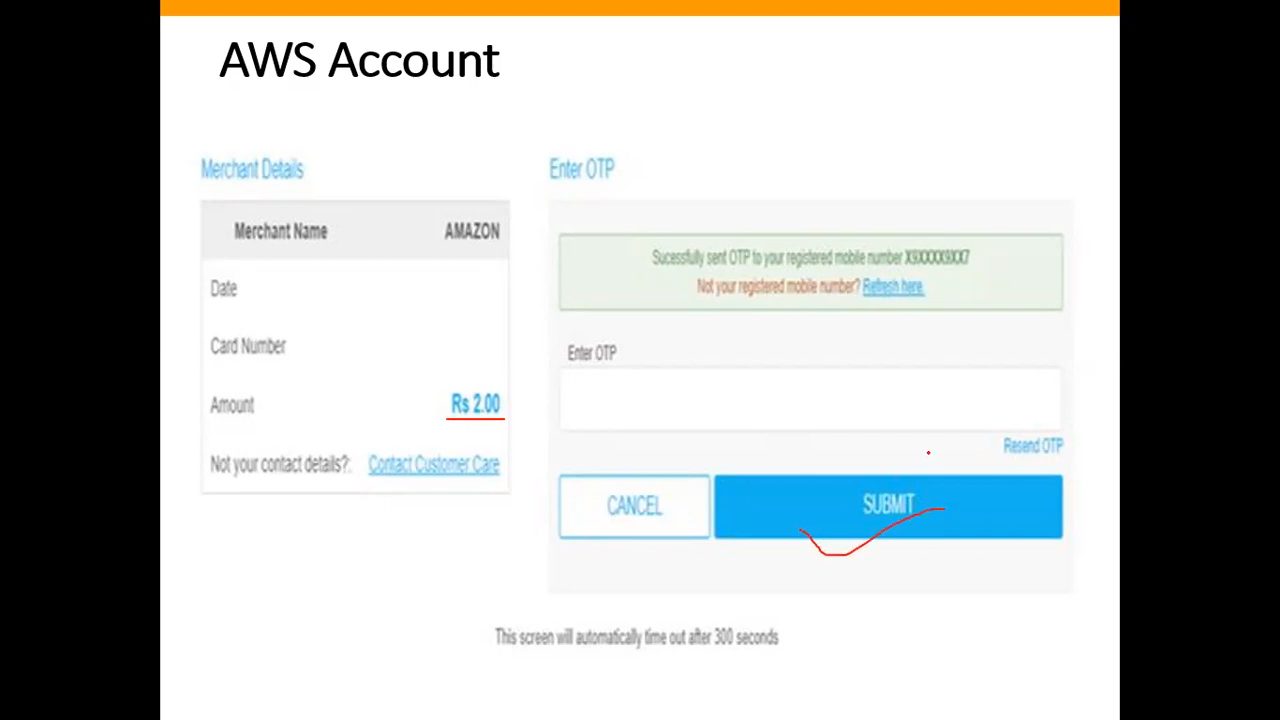 AWS Account
Merchant Details
Merchant Name AMAZON
Date
Card Number
Amount Rs 2.00
Not your contact details?: Contact Customer Care
Enter OTP
Sucessfully sent OTP to your registered mobile number X9XXXX9XX7
Not your registered mobile number? Refresh here.
Enter OTP
Resend OTP
CANCEL SUBMIT
This screen will automatically time out after 300 seconds